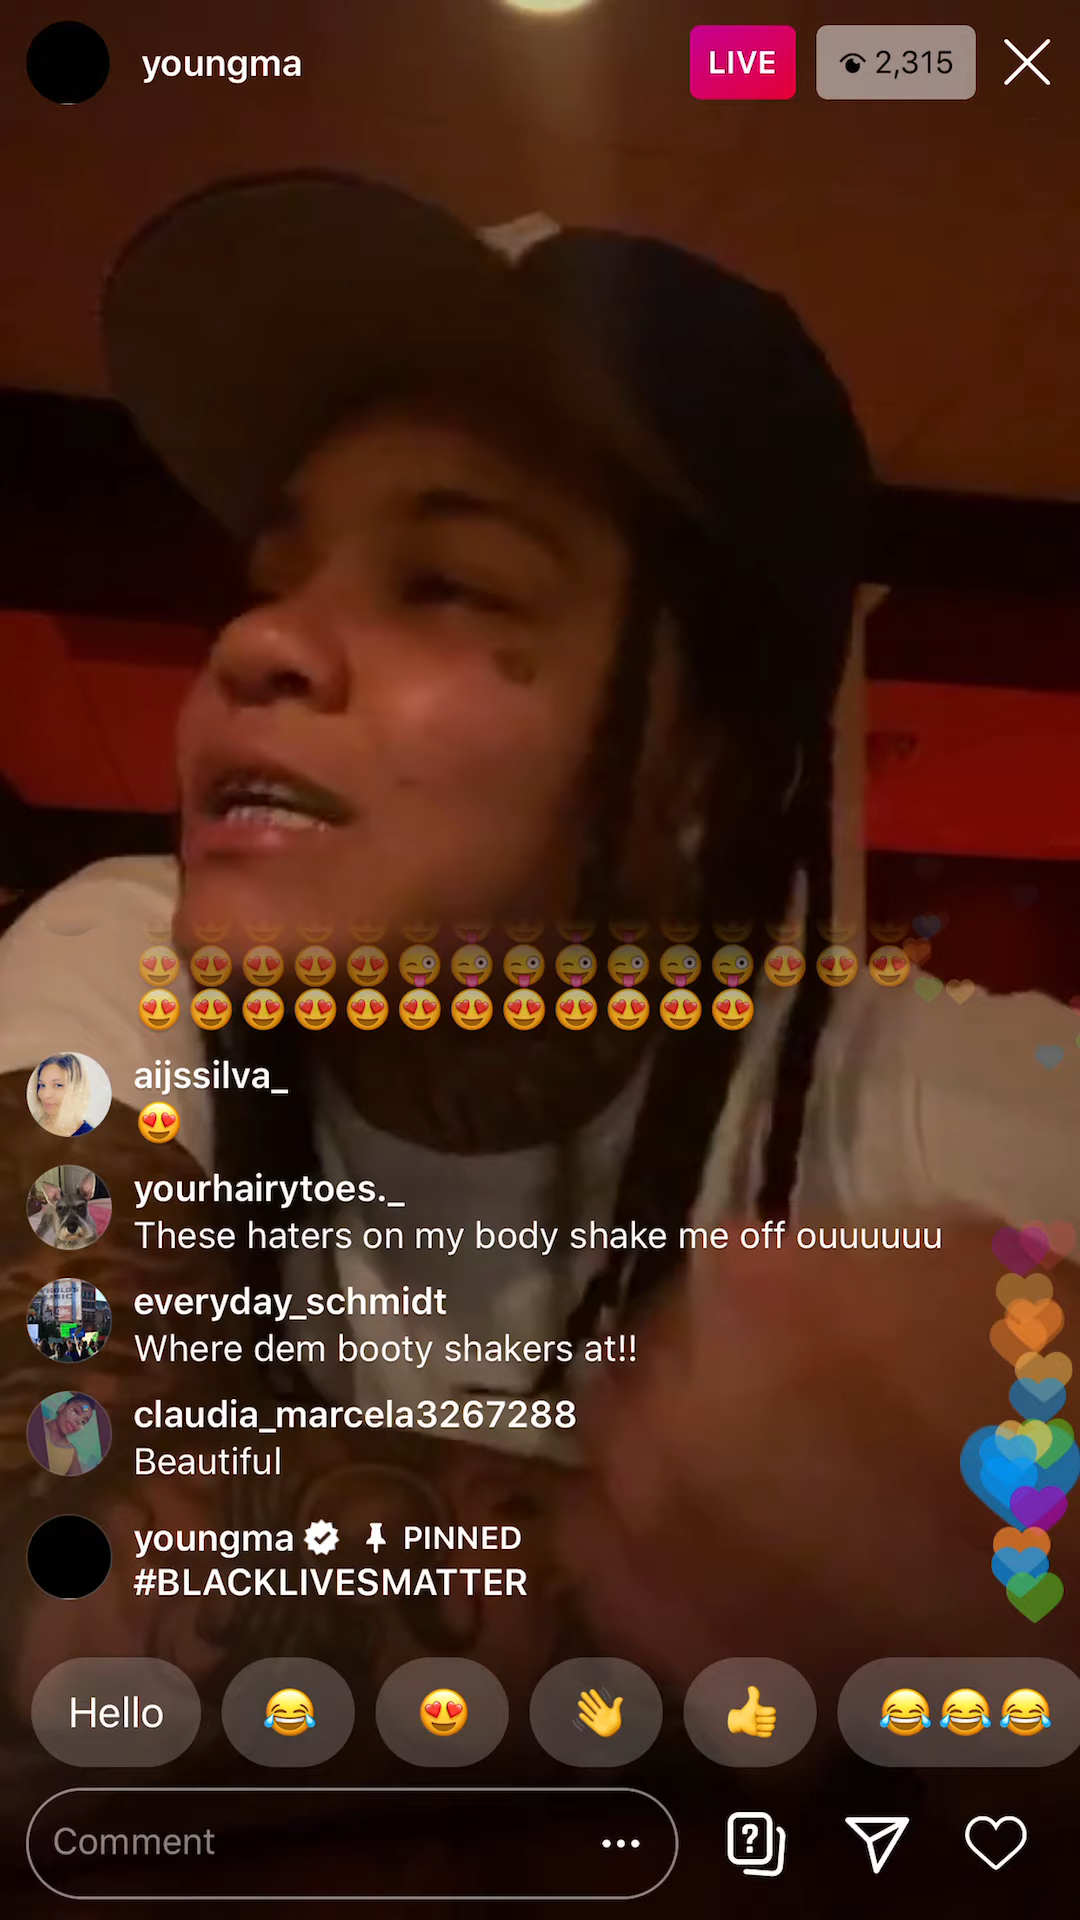 youngma
LIVE
2,315
aijssilva_
😍
yourhairytoes._
These haters on my body shake me off ouuuuuu
everyday_schmidt
Where dem booty shakers at!!
claudia_marcela3267288
Beautiful
youngma PINNED
#BLACKLIVESMATTER
Hello
Comment